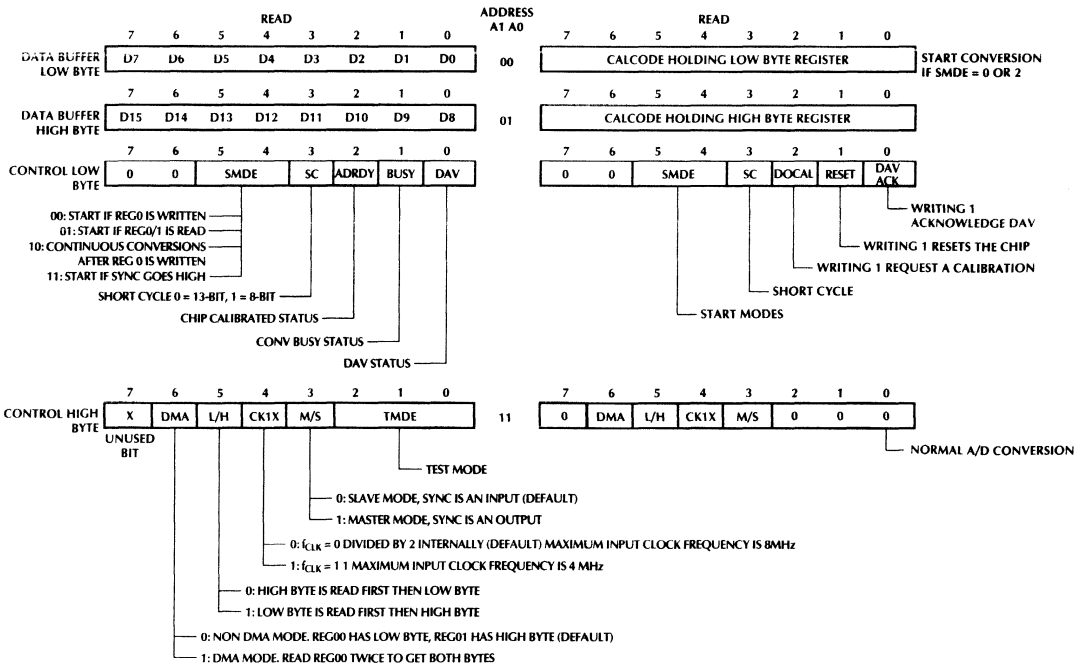 READ ADDRESS READ
A1 A0
7 6 5 4 3 2 1 0 7 6 5 4 3 2 1 0
DATA BUFFER LOW BYTE D7 D6 D5 D4 D3 D2 D1 D0 00 CALCODE HOLDING LOW BYTE REGISTER START CONVERSION IF SMDE = 0 OR 2
7 6 5 4 3 2 1 0 7 6 5 4 3 2 1 0
DATA BUFFER HIGH BYTE D15 D14 D13 D12 D11 D10 D9 D8 01 CALCODE HOLDING HIGH BYTE REGISTER
7 6 5 4 3 2 1 0 7 6 5 4 3 2 1 0
CONTROL LOW BYTE 0 0 SMDE SC ADRDY BUSY DAV 0 0 SMDE SC DOCAL RESET DAV ACK
00: START IF REG0 IS WRITTEN
01: START IF REG0/1 IS READ
10: CONTINUOUS CONVERSIONS
AFTER REG 0 IS WRITTEN
11: START IF SYNC GOES HIGH
SHORT CYCLE 0 = 13-BIT, 1 = 8-BIT
CHIP CALIBRATED STATUS
CONV BUSY STATUS
DAV STATUS
WRITING 1
ACKNOWLEDGE DAV
WRITING 1 RESETS THE CHIP
WRITING 1 REQUEST A CALIBRATION
SHORT CYCLE
START MODES
7 6 5 4 3 2 1 0 7 6 5 4 3 2 1 0
CONTROL HIGH BYTE X DMA L/H CK1X M/S TMDE 11 0 DMA L/H CK1X M/S 0 0 0
UNUSED
BIT
NORMAL A/D CONVERSION
TEST MODE
0: SLAVE MODE, SYNC IS AN INPUT (DEFAULT)
1: MASTER MODE, SYNC IS AN OUTPUT
0: fCLK = 0 DIVIDED BY 2 INTERNALLY (DEFAULT) MAXIMUM INPUT CLOCK FREQUENCY IS 8MHz
1: fCLK = 1 1 MAXIMUM INPUT CLOCK FREQUENCY IS 4 MHz
0: HIGH BYTE IS READ FIRST THEN LOW BYTE
1: LOW BYTE IS READ FIRST THEN HIGH BYTE
0: NON DMA MODE. REG00 HAS LOW BYTE, REG01 HAS HIGH BYTE (DEFAULT)
1: DMA MODE. READ REG00 TWICE TO GET BOTH BYTES